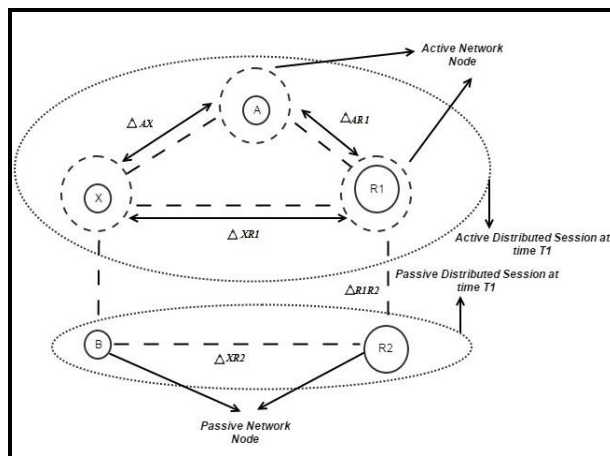 Active Network
Node
A
△AX
△AR1
X
R1
△XR1
Active Distributed Session at
time T1
Passive Distributed Session at
time T1
△R1R2
B
△XR2
R2
Passive Network
Node